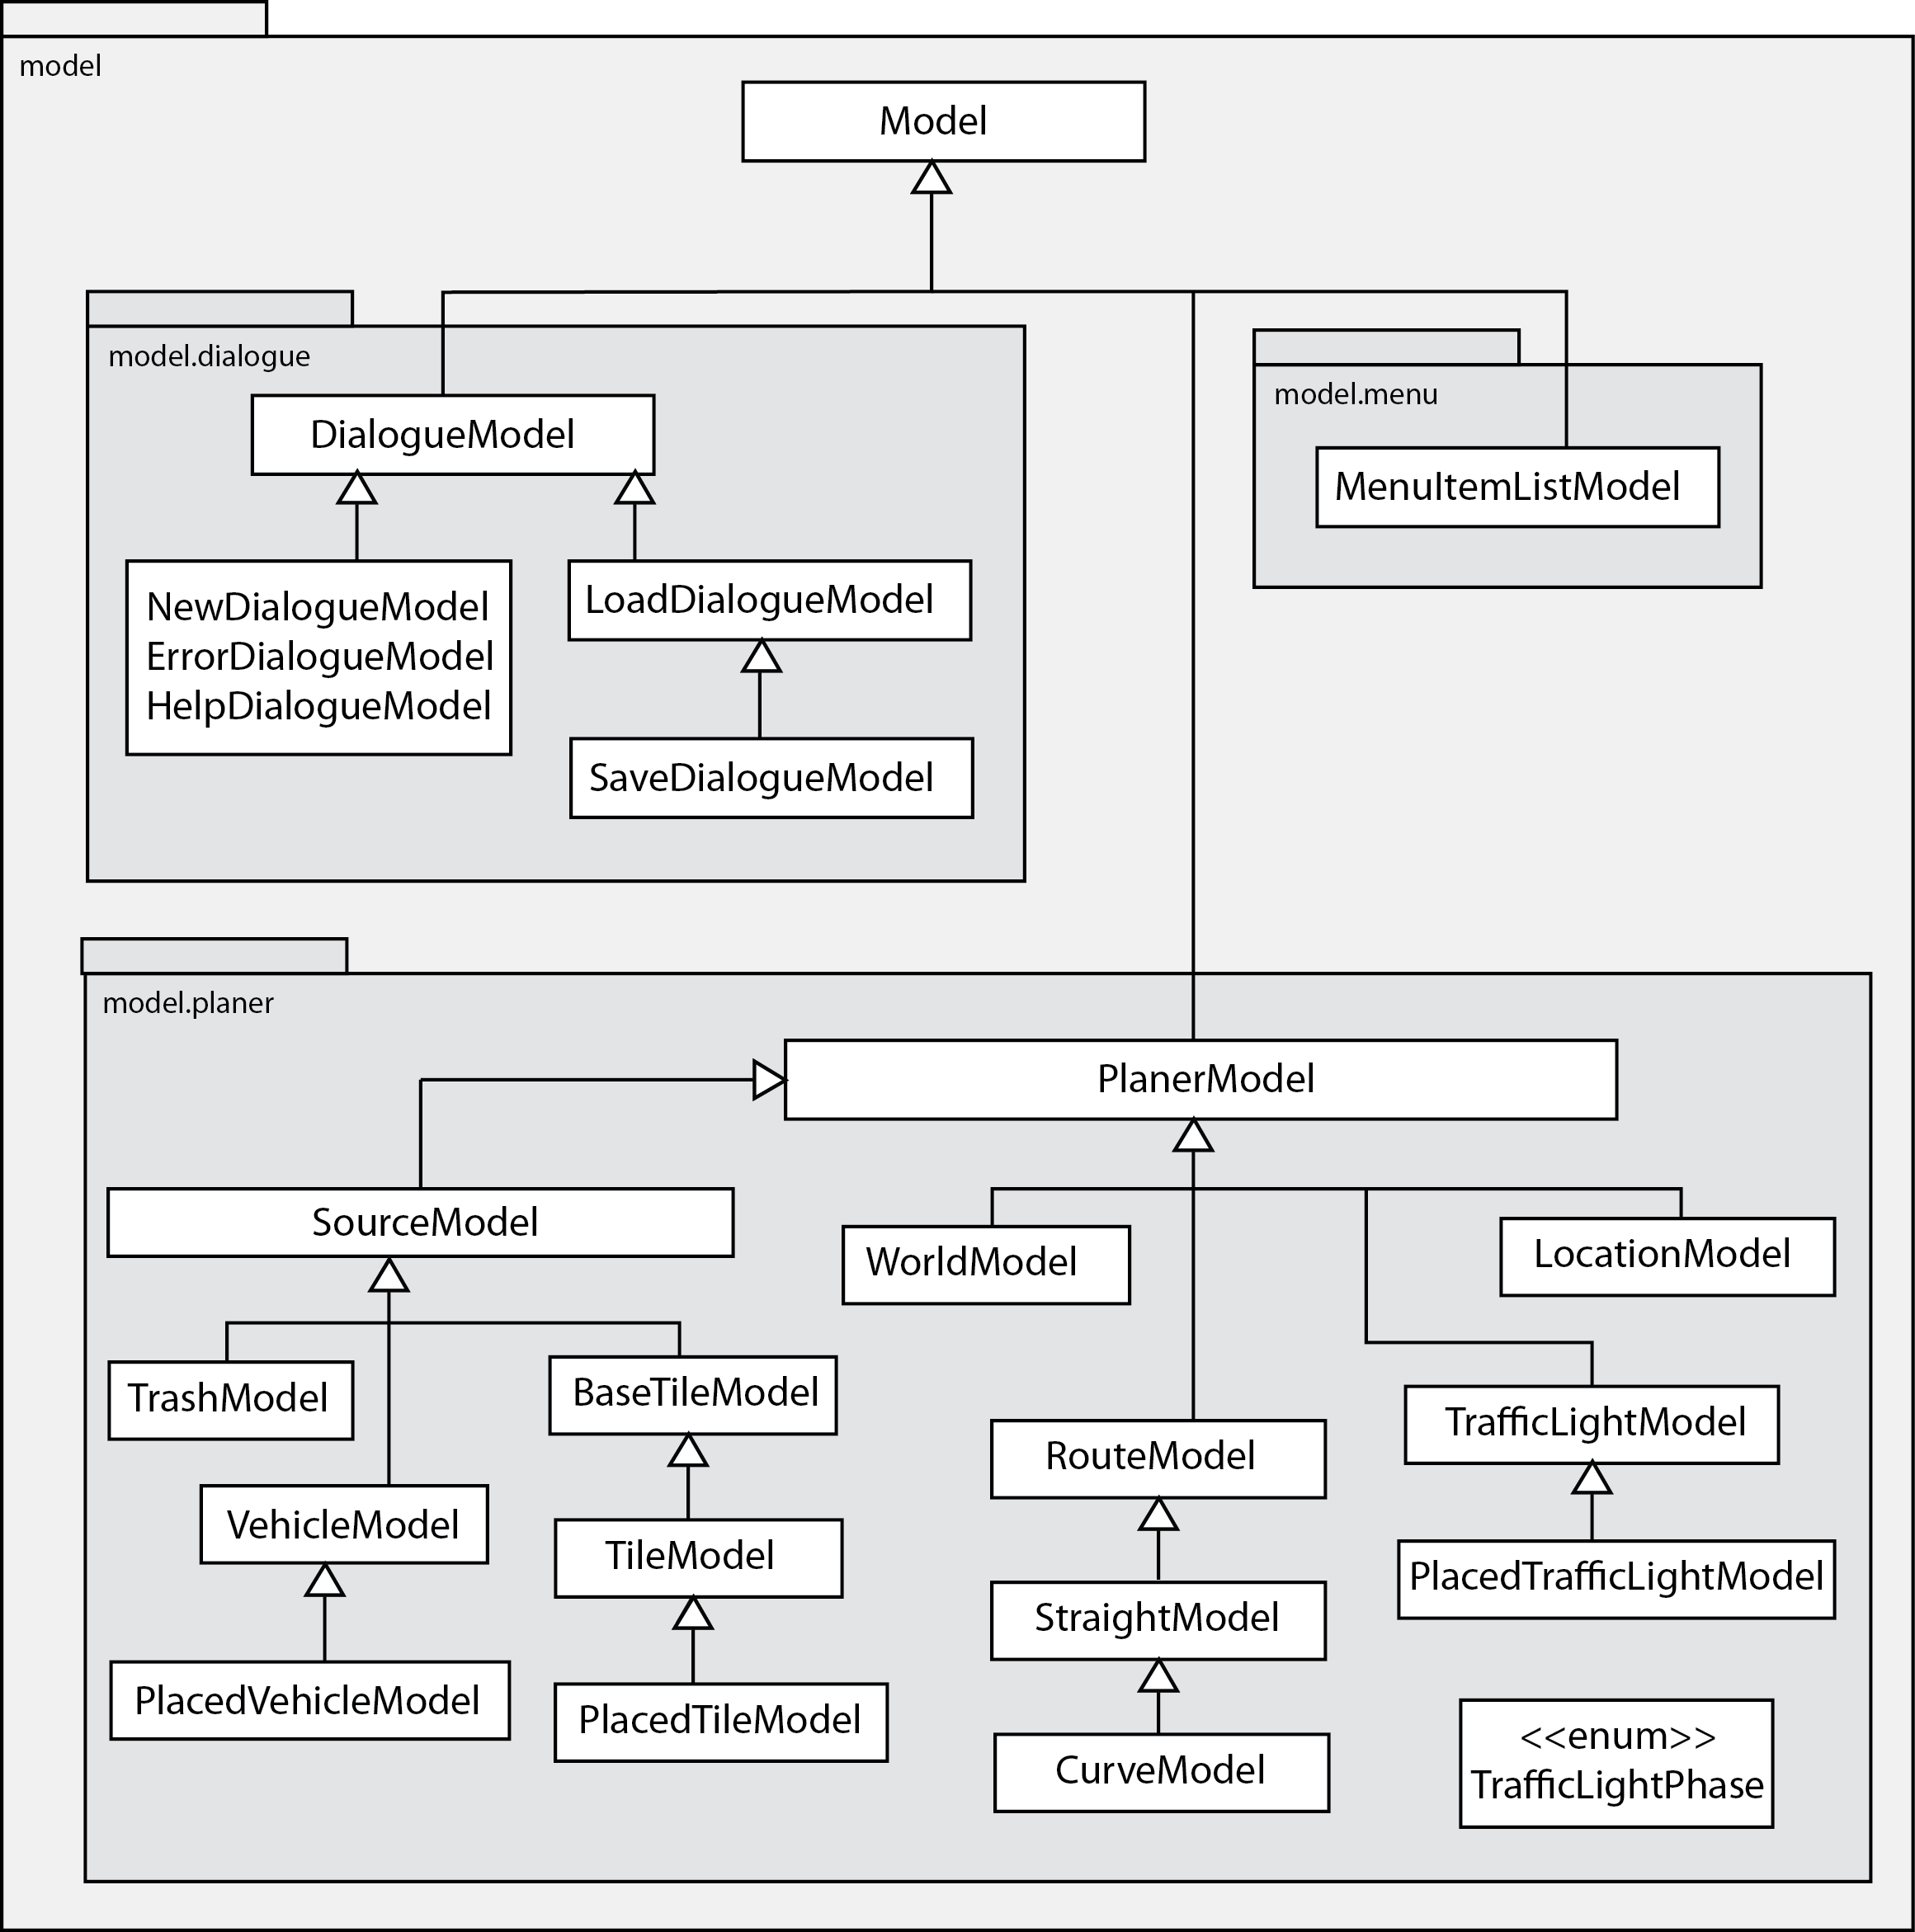 model
Model
model.dialogue
DialogueModel
NewDialogueModel
ErrorDialogueModel
HelpDialogueModel
LoadDialogueModel
SaveDialogueModel
model.menu
MenuItemListModel
model.planer
PlanerModel
SourceModel
WorldModel
LocationModel
TrashModel
BaseTileModel
TrafficLightModel
RouteModel
VehicleModel
TileModel
PlacedTrafficLightModel
StraightModel
PlacedVehicleModel
PlacedTileModel
CurveModel
<<enum>>
TrafficLightPhase